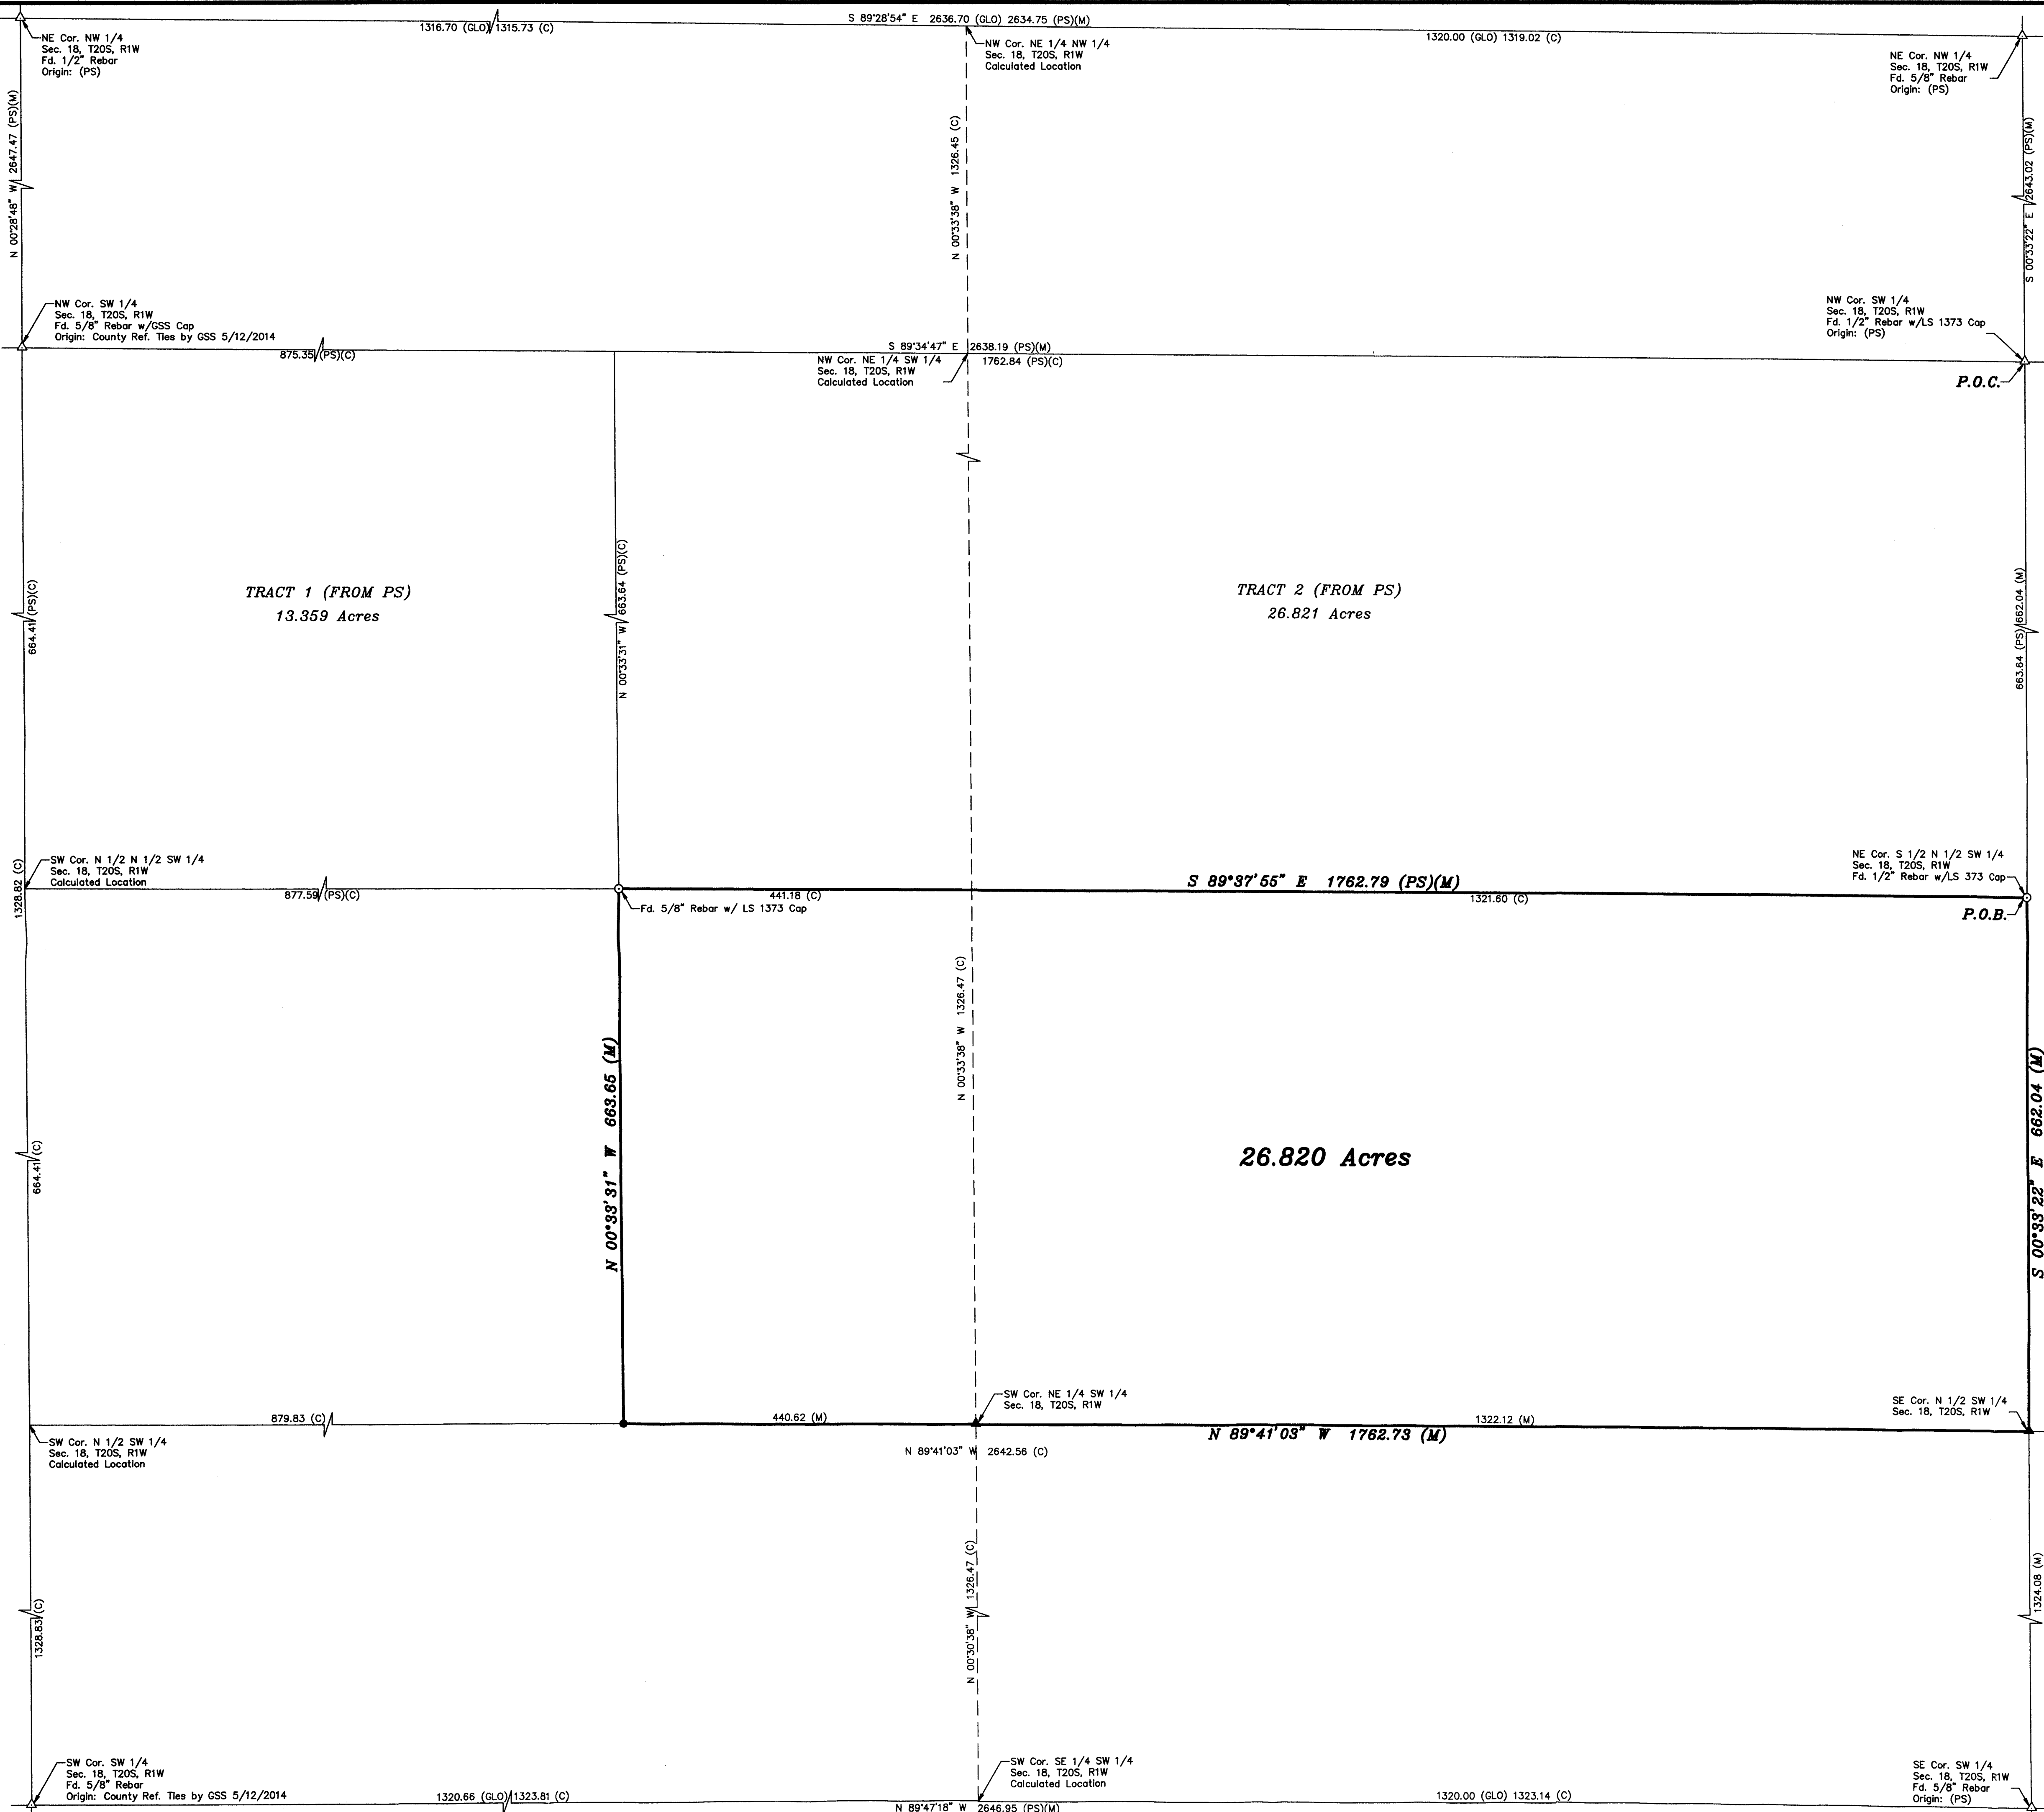 S 89°28'54" E 2636.70 (GLO) 2634.75 (PS)(M)
1316.70 (GLO) 1315.73 (C)
1320.00 (GLO) 1319.02 (C)
NE Cor. NW 1/4
Sec. 18, T20S, R1W
Fd. 1/2" Rebar
Origin: (PS)
NW Cor. NE 1/4 NW 1/4
Sec. 18, T20S, R1W
Calculated Location
NE Cor. NW 1/4
Sec. 18, T20S, R1W
Fd. 5/8" Rebar
Origin: (PS)
N 00°28'48" W 2647.47 (PS)(M)
N 00°33'38" W 1326.45 (C)
S 00°33'22" E 2643.02 (PS)(M)
NW Cor. SW 1/4
Sec. 18, T20S, R1W
Fd. 5/8" Rebar w/GSS Cap
Origin: County Ref. Ties by GSS 5/12/2014
NW Cor. SW 1/4
Sec. 18, T20S, R1W
Fd. 1/2" Rebar w/LS 1373 Cap
Origin: (PS)
875.35 (PS)(C)
S 89°34'47" E 2638.19 (PS)(M)
NW Cor. NE 1/4 SW 1/4
Sec. 18, T20S, R1W
Calculated Location
1762.84 (PS)(C)
P.O.C.
664.41 (PS)(C)
TRACT 1 (FROM PS)
13.359 Acres
N 00°33'31" W 663.64 (PS)(C)
TRACT 2 (FROM PS)
26.821 Acres
663.64 (PS) 662.04 (M)
1328.82 (C)
SW Cor. N 1/2 N 1/2 SW 1/4
Sec. 18, T20S, R1W
Calculated Location
877.59 (PS)(C)
Fd. 5/8" Rebar w/ LS 1373 Cap
441.18 (C)
S 89°37'55" E 1762.79 (PS)(M)
1321.60 (C)
NE Cor. S 1/2 N 1/2 SW 1/4
Sec. 18, T20S, R1W
Fd. 1/2" Rebar w/LS 373 Cap
P.O.B.
N 00°33'38" W 1326.47 (C)
664.41 (C)
N 00°33'31" W 663.65 (M)
26.820 Acres
S 00°33'22" E 662.04 (M)
879.83 (C)
440.62 (M)
SW Cor. NE 1/4 SW 1/4
Sec. 18, T20S, R1W
1322.12 (M)
SE Cor. N 1/2 SW 1/4
Sec. 18, T20S, R1W
SW Cor. N 1/2 SW 1/4
Sec. 18, T20S, R1W
Calculated Location
N 89°41'03" W 1762.73 (M)
N 89°41'03" W 2642.56 (C)
1328.83 (C)
N 00°30'38" W 1326.47 (C)
1324.08 (M)
SW Cor. SW 1/4
Sec. 18, T20S, R1W
Fd. 5/8" Rebar
Origin: County Ref. Ties by GSS 5/12/2014
SW Cor. SE 1/4 SW 1/4
Sec. 18, T20S, R1W
Calculated Location
SE Cor. SW 1/4
Sec. 18, T20S, R1W
Fd. 5/8" Rebar
Origin: (PS)
1320.66 (GLO) 1323.81 (C)
1320.00 (GLO) 1323.14 (C)
N 89°47'18" W 2646.95 (PS)(M)